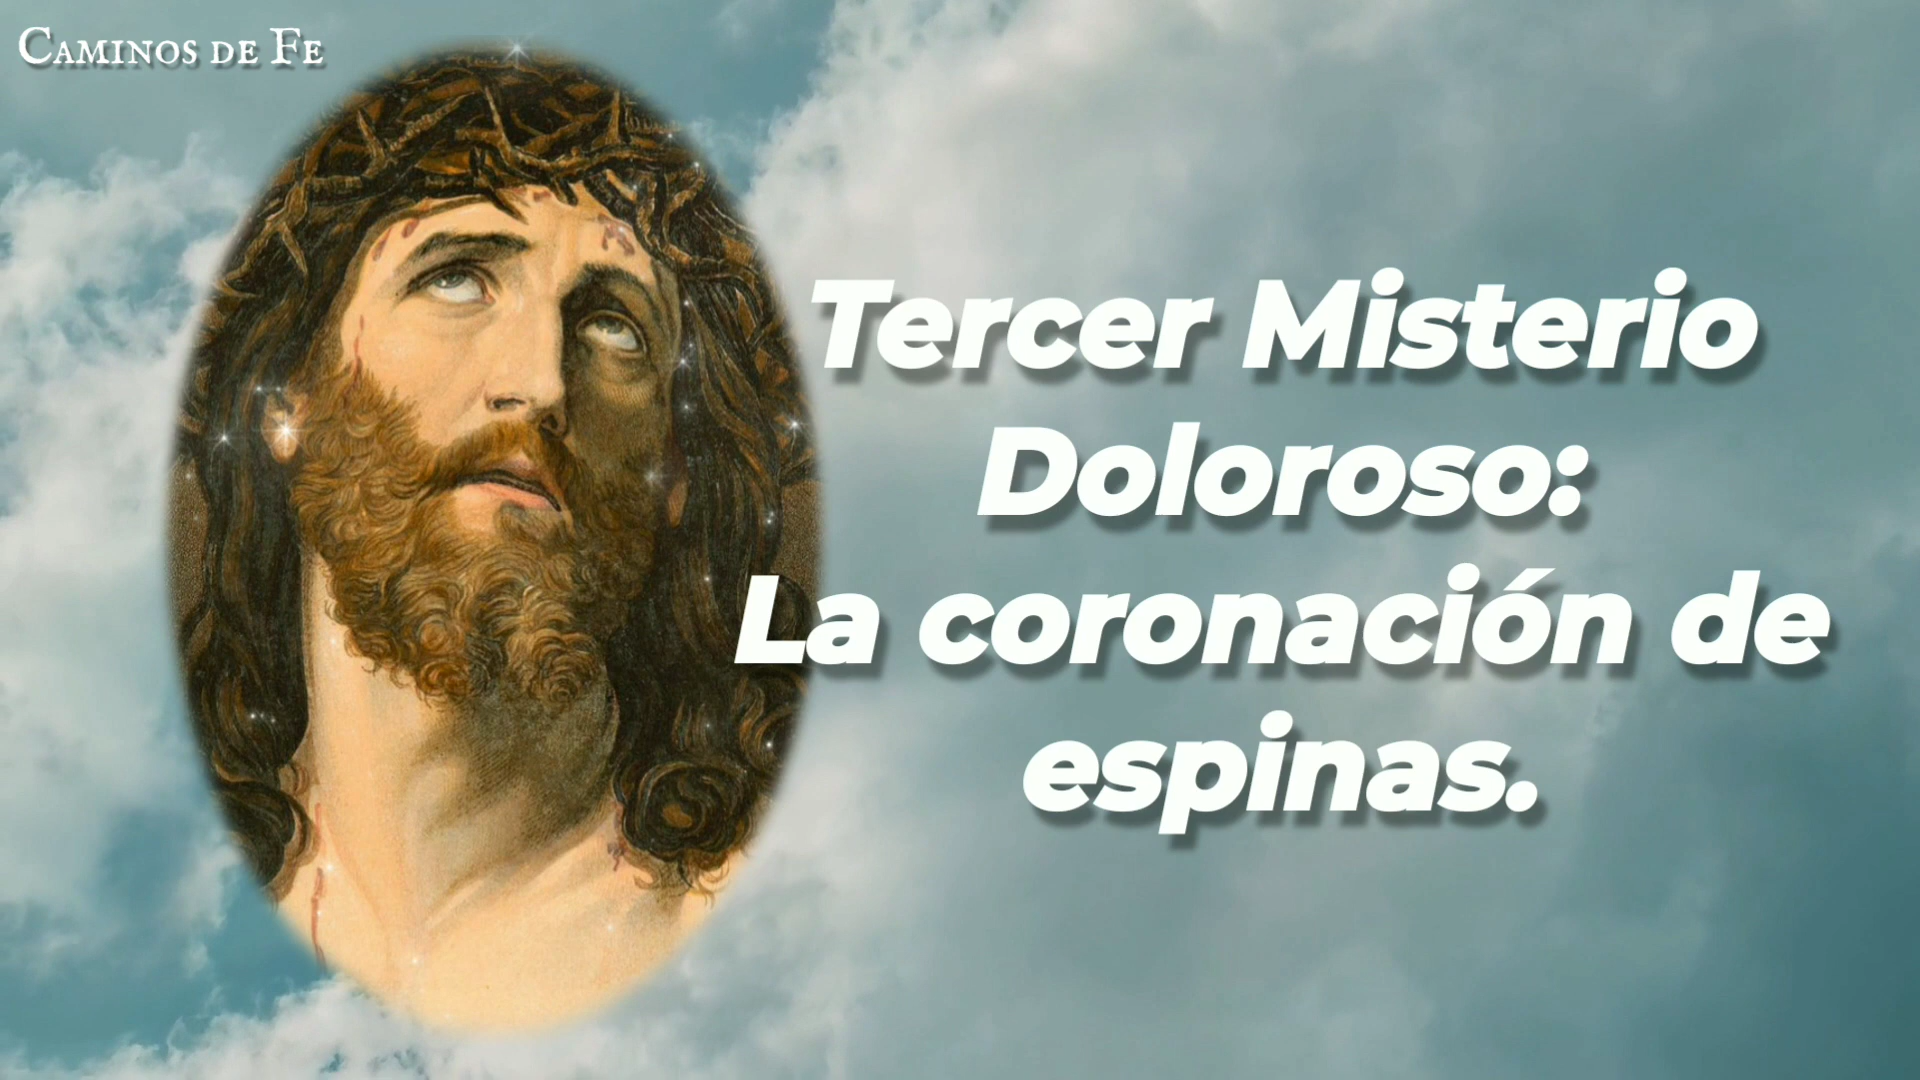 Caminos de Fe
Tercer Misterio
Doloroso:
La coronación de
espinas.